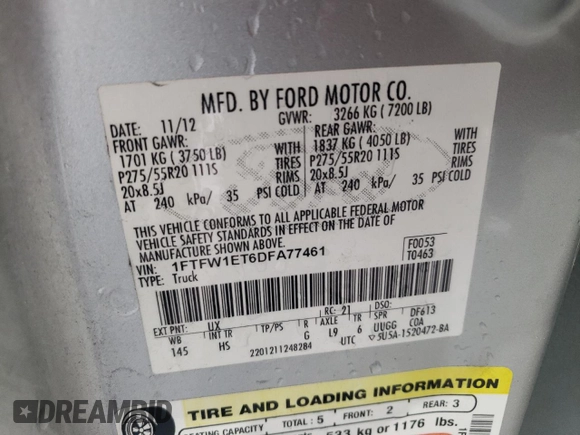 MFD. BY FORD MOTOR CO.
DATE: 11/12 GVWR: 3266 KG ( 7200 LB)
FRONT GAWR: REAR GAWR:
1701 KG ( 3750 LB) WITH 1837 KG ( 4050 LB) WITH
P275/55R20 111S TIRES P275/55R20 111S TIRES
20x8.5J RIMS 20x8.5J RIMS
AT 240 kPa/ 35 PSI COLD AT 240 kPa/ 35 PSI COLD
THIS VEHICLE CONFORMS TO ALL APPLICABLE FEDERAL MOTOR
VEHICLE SAFETY STANDARDS IN EFFECT ON THE DATE OF
MANUFACTURE SHOWN ABOVE.
VIN: 1FTFW1ET6DFA77461 F0053
TYPE: Truck T0463
EXT PNT: UX RC: 21 DSO: DF613
WB INT TR TP/PS R AXLE TR SPR
145 HS G L9 6 UUGG COA
2201211248284 UTC 5U5A-1520472-BA
TIRE AND LOADING INFORMATION
SEATING CAPACITY TOTAL: 5 FRONT: 2 REAR: 3
533 kg or 1176 lbs.
DREAMBID